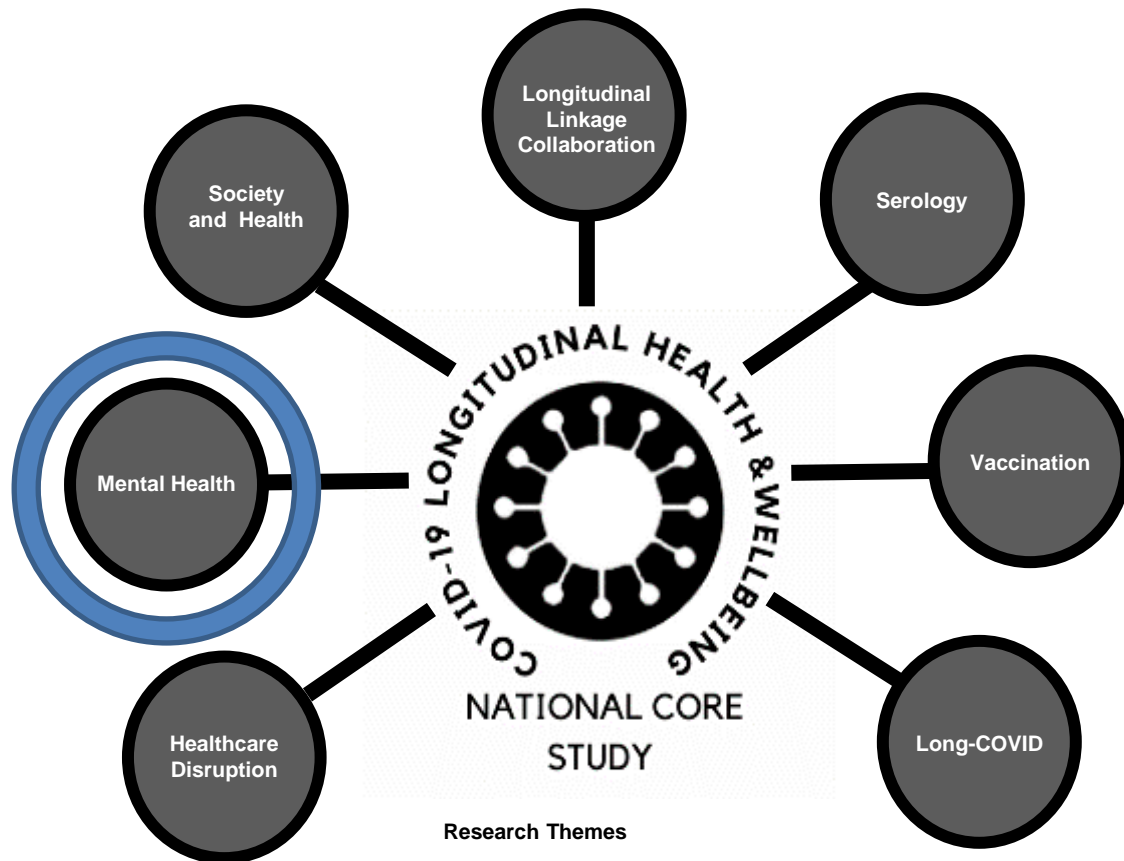 Longitudinal
Linkage
Collaboration
Society
and Health
Serology
Mental Health
Vaccination
Healthcare
Disruption
Long-COVID
COVID-19 LONGITUDINAL HEALTH & WELLBEING
NATIONAL CORE
STUDY
Research Themes